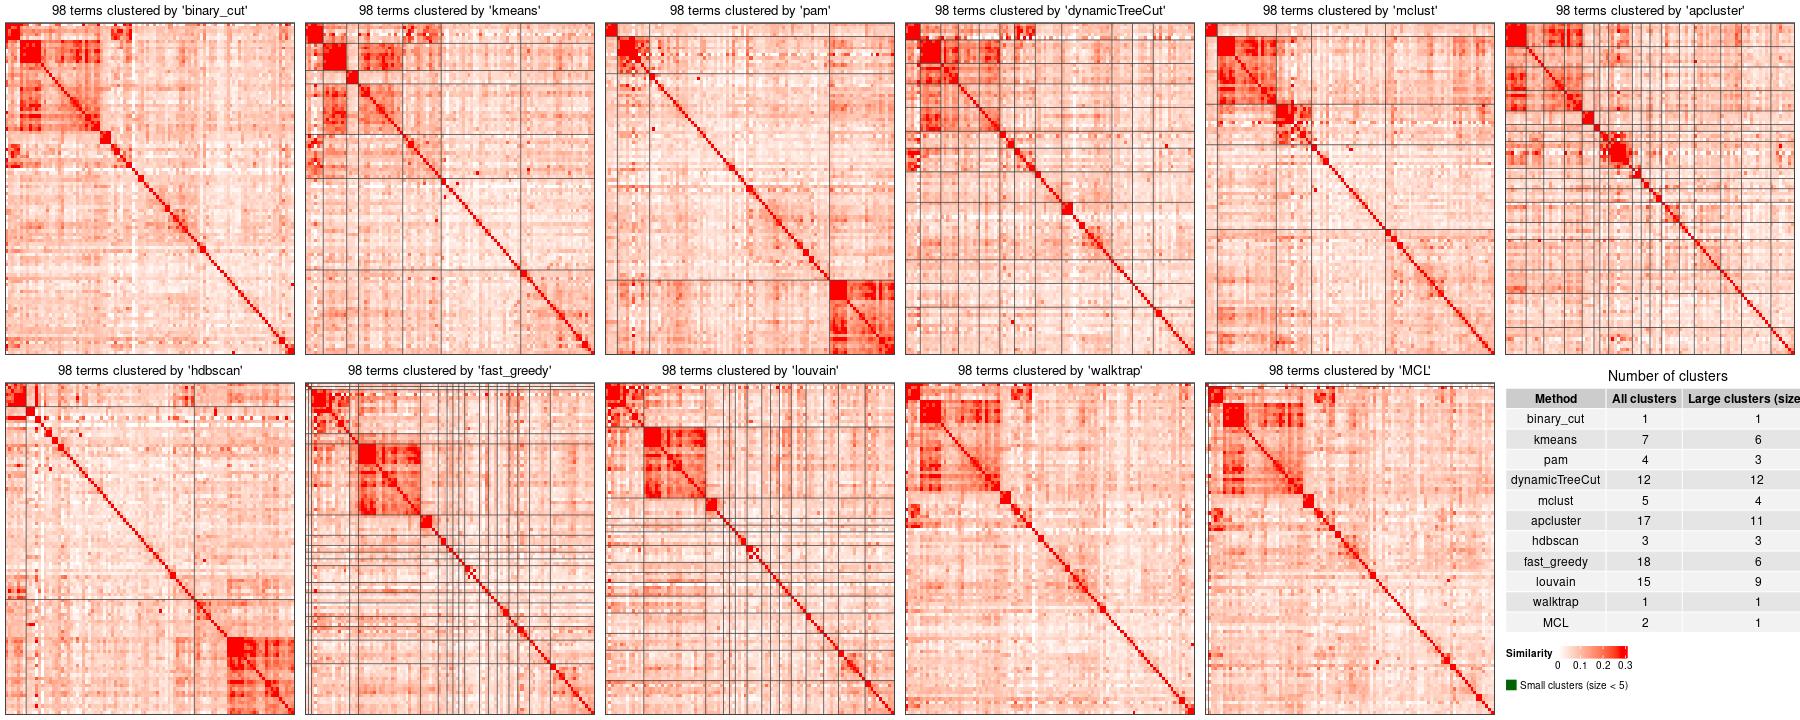 98 terms clustered by 'binary_cut'
98 terms clustered by 'kmeans'
98 terms clustered by 'pam'
98 terms clustered by 'dynamicTreeCut'
98 terms clustered by 'mclust'
98 terms clustered by 'apcluster'
98 terms clustered by 'hdbscan'
98 terms clustered by 'fast_greedy'
98 terms clustered by 'louvain'
98 terms clustered by 'walktrap'
98 terms clustered by 'MCL'
Number of clusters
Method All clusters Large clusters (size
binary_cut 1 1
kmeans 7 6
pam 4 3
dynamicTreeCut 12 12
mclust 5 4
apcluster 17 11
hdbscan 3 3
fast_greedy 18 6
louvain 15 9
walktrap 1 1
MCL 2 1
Similarity
0 0.1 0.2 0.3
Small clusters (size < 5)